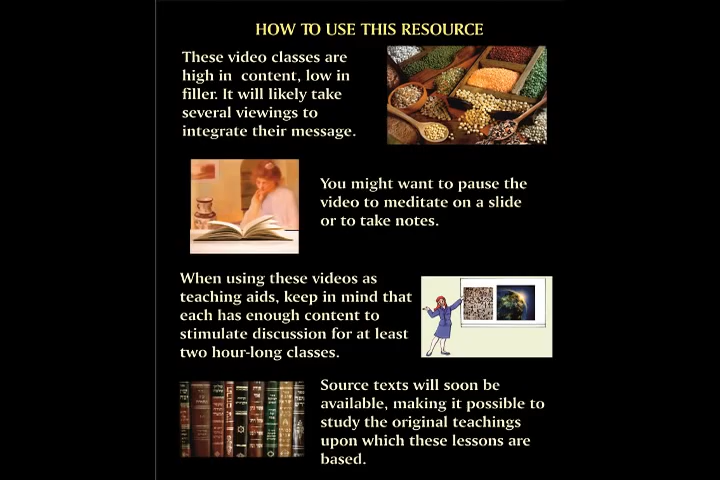 HOW TO USE THIS RESOURCE
These video classes are
high in content, low in
filler. It will likely take
several viewings to
integrate their message.
You might want to pause the
video to meditate on a slide
or to take notes.
When using these videos as
teaching aids, keep in mind that
each has enough content to
stimulate discussion for at least
two hour-long classes.
Source texts will soon be
available, making it possible to
study the original teachings
upon which these lessons are
based.